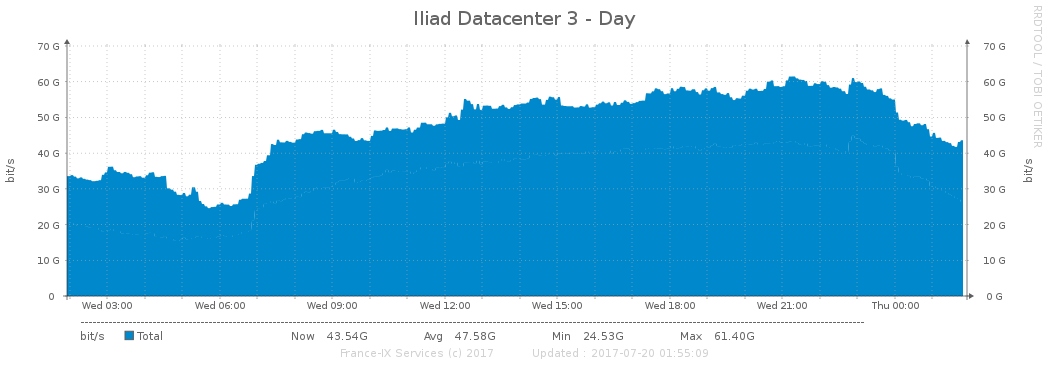 Iliad Datacenter 3 - Day
RRDTOOL / TOBI OETIKER
bit/s
70 G
60 G
50 G
40 G
30 G
20 G
10 G
0
70 G
60 G
50 G
40 G
30 G
20 G
10 G
0 G
bit/s
Wed 03:00 Wed 06:00 Wed 09:00 Wed 12:00 Wed 15:00 Wed 18:00 Wed 21:00 Thu 00:00
bit/s Total Now 43.54G Avg 47.58G Min 24.53G Max 61.40G
France-IX Services (c) 2017 Updated : 2017-07-20 01:55:09